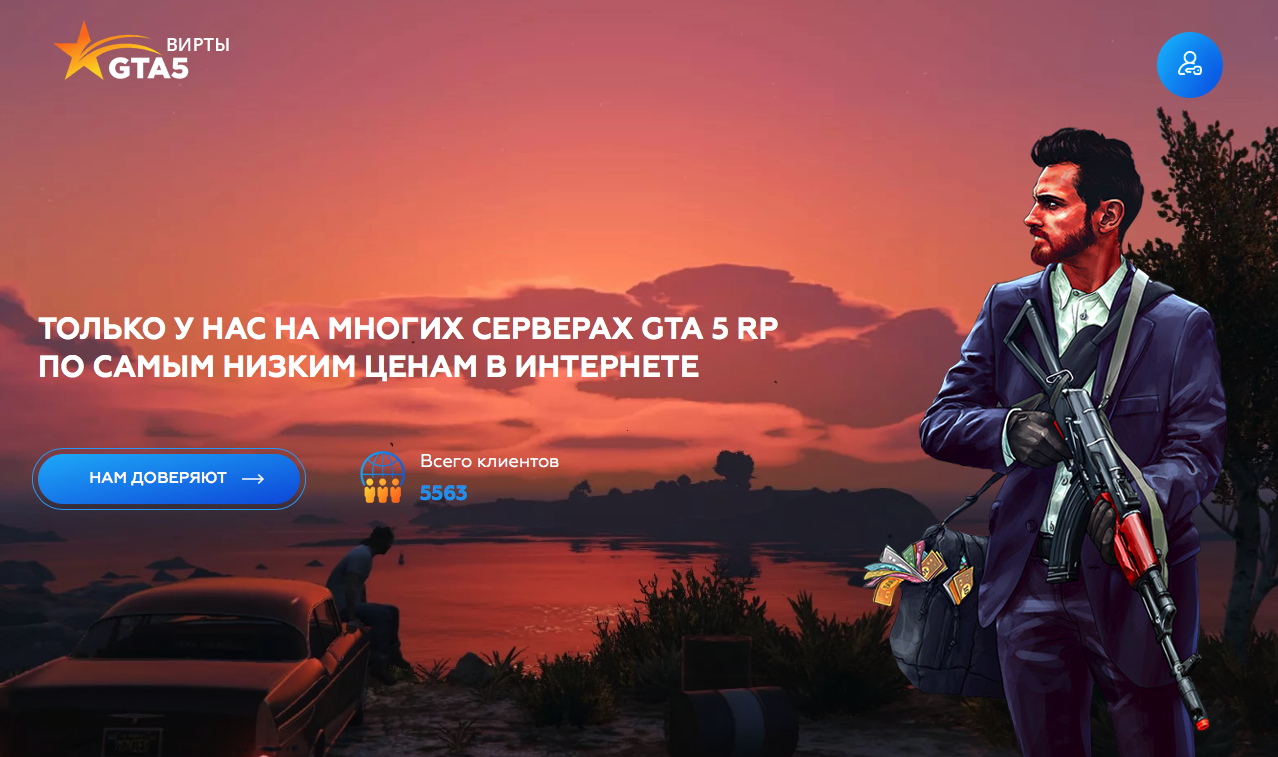 ВИРТЫ
GTA5
ТОЛЬКО У НАС НА МНОГИХ СЕРВЕРАХ GTA 5 RP
ПО САМЫМ НИЗКИМ ЦЕНАМ В ИНТЕРНЕТЕ
НАМ ДОВЕРЯЮТ
Всего клиентов
5563